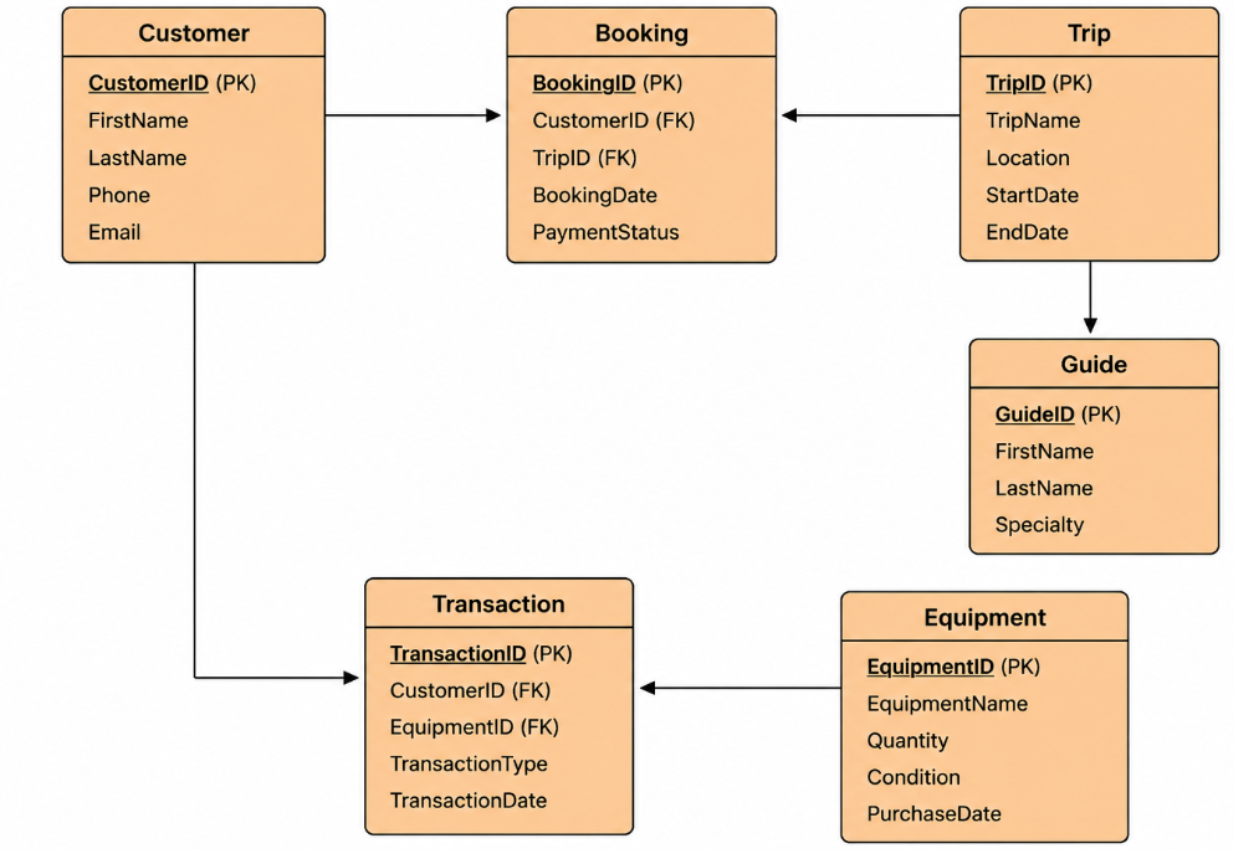 Customer
CustomerID (PK)
FirstName
LastName
Phone
Email
Booking
BookingID (PK)
CustomerID (FK)
TripID (FK)
BookingDate
PaymentStatus
Trip
TripID (PK)
TripName
Location
StartDate
EndDate
Guide
GuideID (PK)
FirstName
LastName
Specialty
Transaction
TransactionID (PK)
CustomerID (FK)
EquipmentID (FK)
TransactionType
TransactionDate
Equipment
EquipmentID (PK)
EquipmentName
Quantity
Condition
PurchaseDate